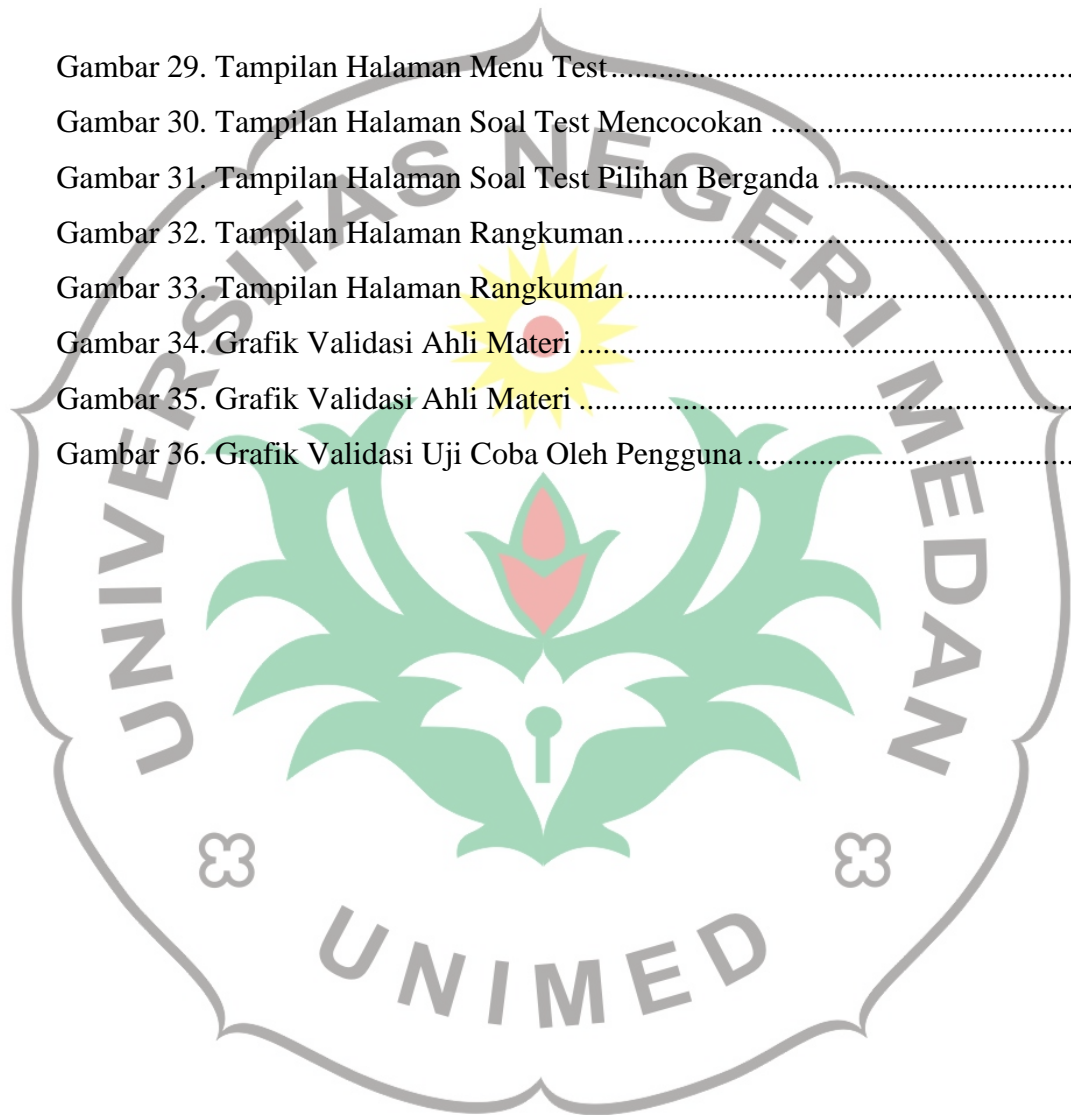 Gambar 29. Tampilan Halaman Menu Test..........................................................................
Gambar 30. Tampilan Halaman Soal Test Mencocokan ................................................
Gambar 31. Tampilan Halaman Soal Test Pilihan Berganda .......................................
Gambar 32. Tampilan Halaman Rangkuman.......................................................................
Gambar 33. Tampilan Halaman Rangkuman.......................................................................
Gambar 34. Grafik Validasi Ahli Materi ..............................................................................
Gambar 35. Grafik Validasi Ahli Materi ..............................................................................
Gambar 36. Grafik Validasi Uji Coba Oleh Pengguna....................................................
UNIVERSITAS NEGERI MEDAN
UNIMED